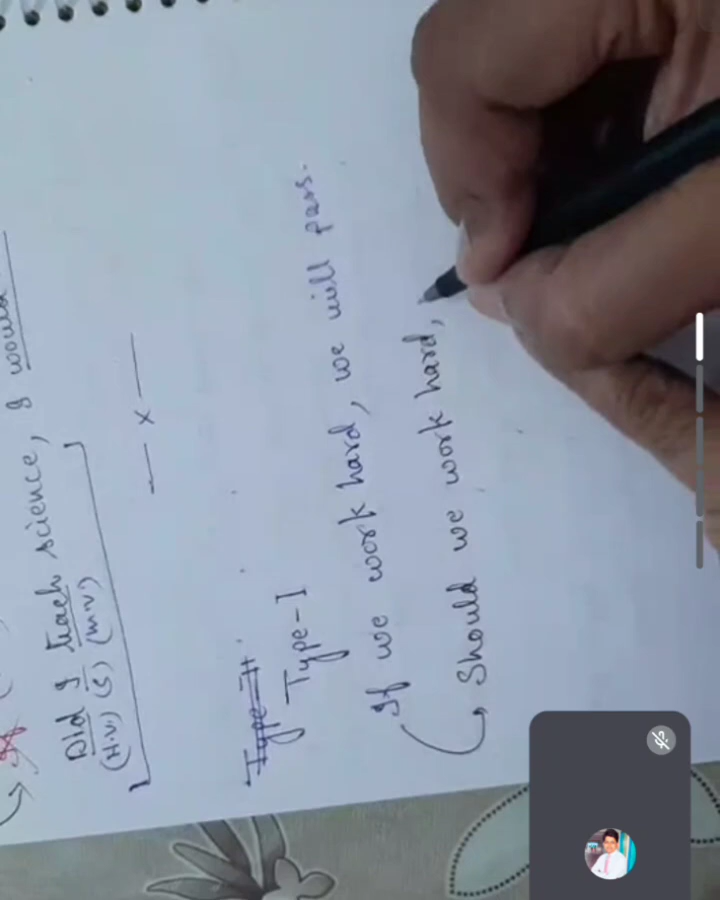 Did I teach science, I would
(H.V.) (S) (M.V.)
— x —
Type-II
Type-I
If we work hard, we will pass.
Should we work hard,